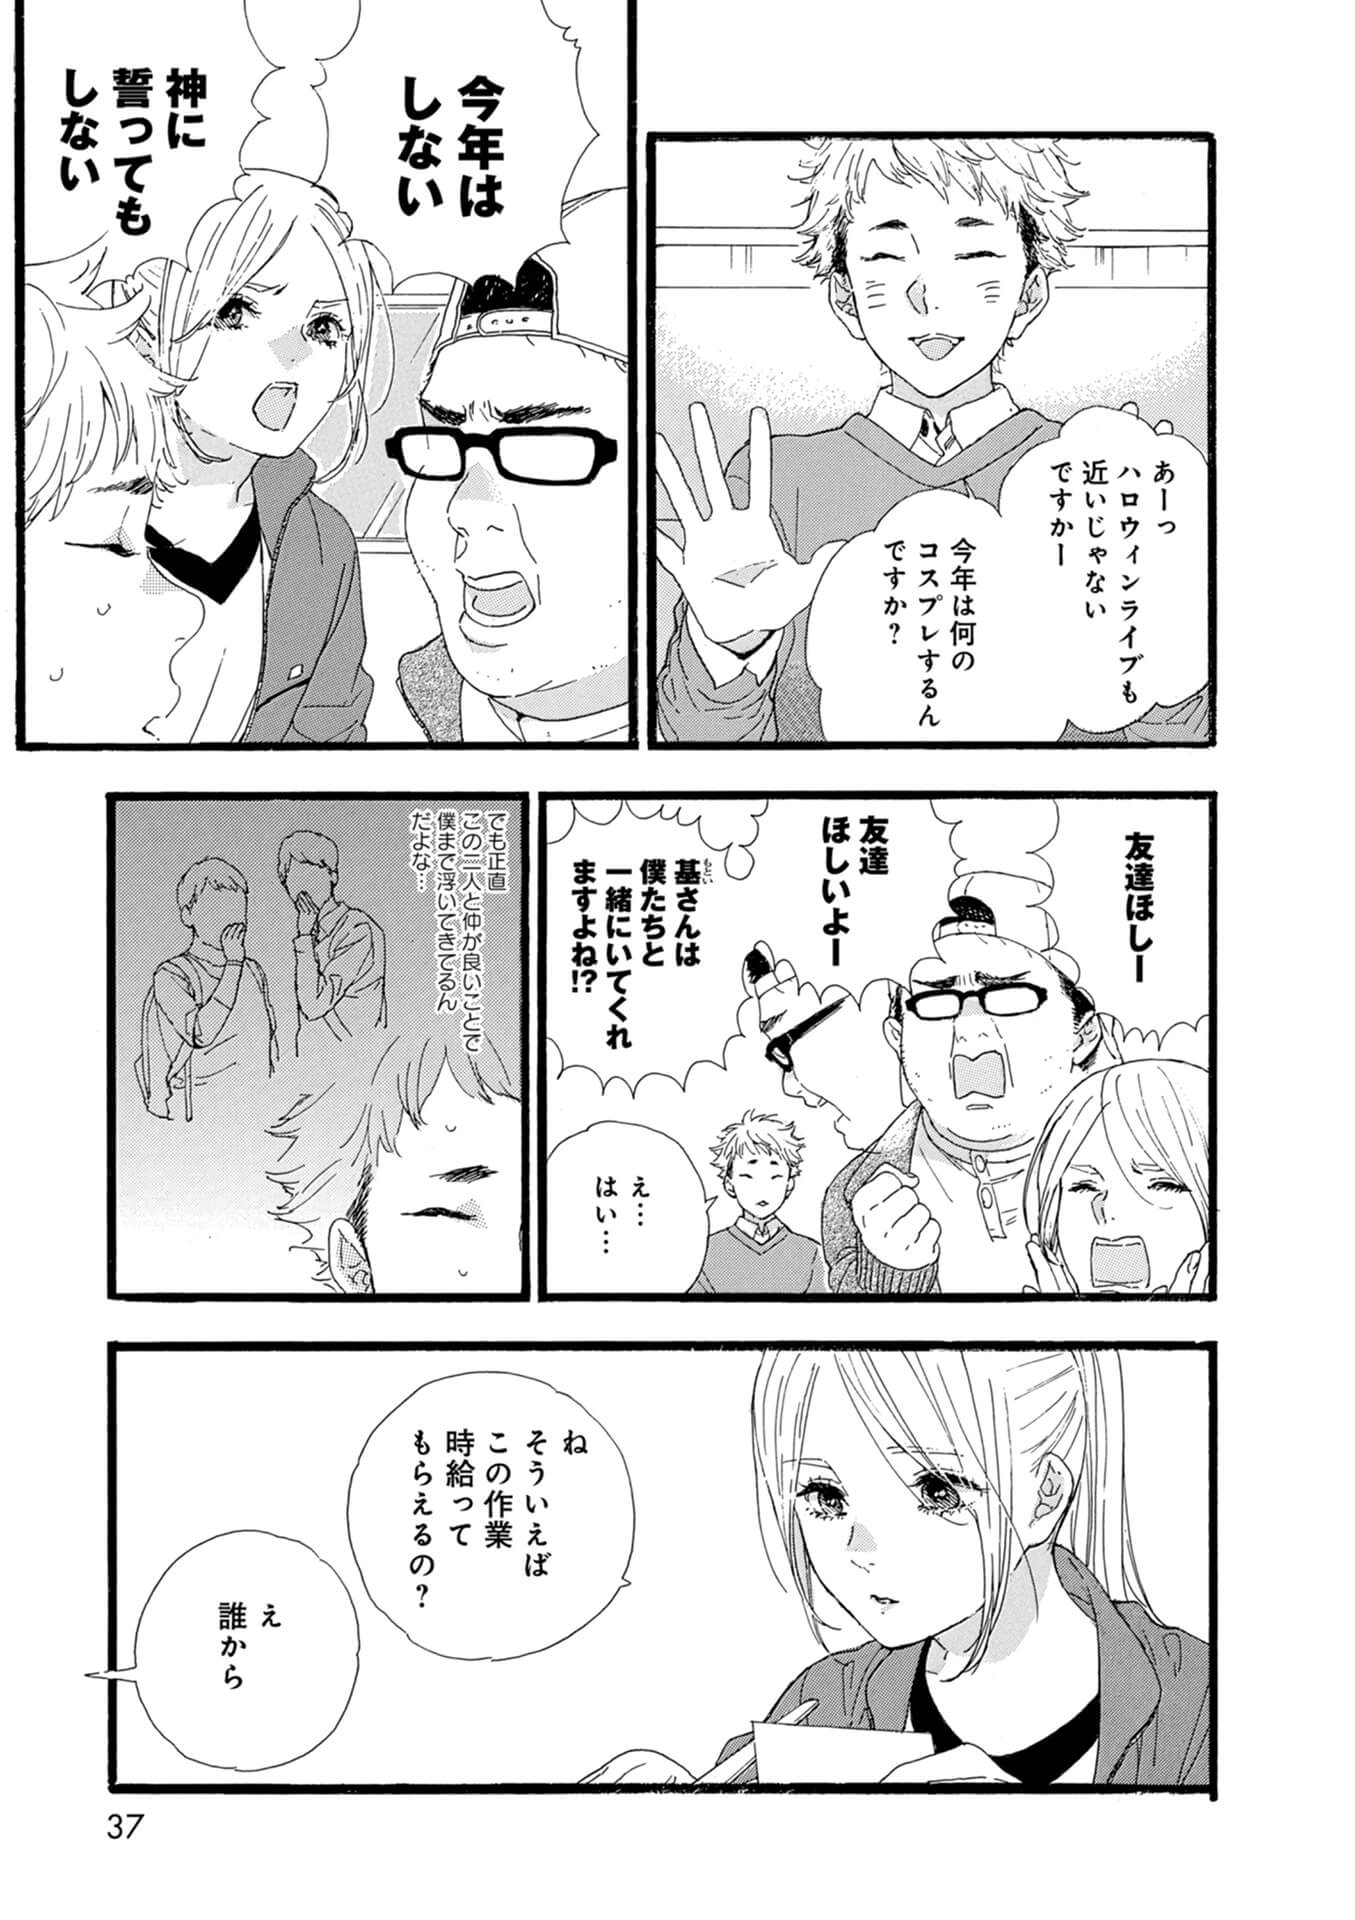 あーっ
ハロウィンライブも
近いじゃない
ですかー
今年は何の
コスプレするん
ですか？
今年は
しない
神に
誓っても
しない
友達ほしー
友達
ほしいよー
基さんは
もとい
僕たちと
一緒にいてくれ
ますよね!?
え…
はい…
でも正直
この二人と仲が良いことで
僕まで浮いてきてるん
だよな…
ね
そういえば
この作業
時給って
もらえるの？
え
誰から
37